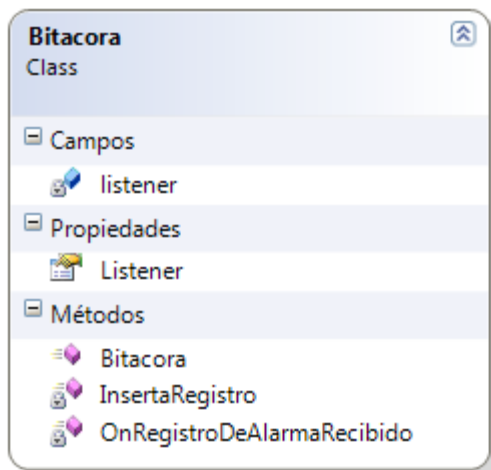 Bitacora
Class
Campos
listener
Propiedades
Listener
Métodos
Bitacora
InsertaRegistro
OnRegistroDeAlarmaRecibido